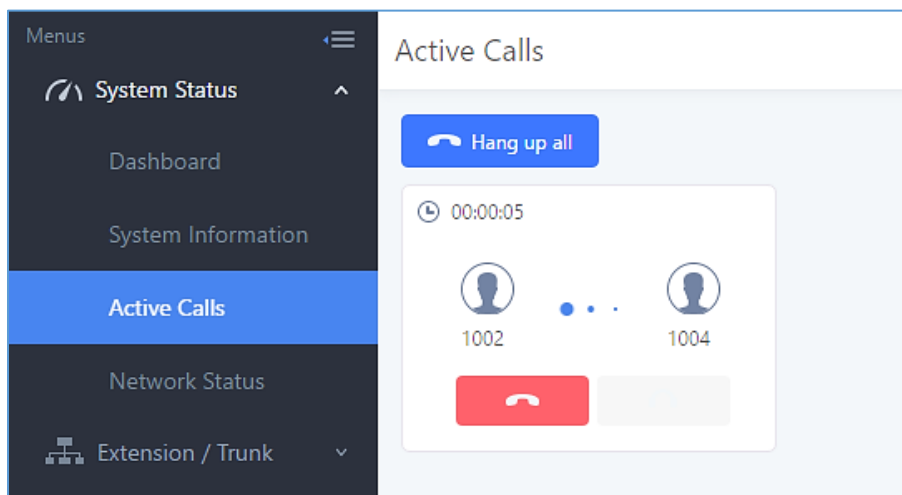 Menus
System Status
Dashboard
System Information
Active Calls
Network Status
Extension / Trunk
Active Calls
Hang up all
00:00:05
1002
1004